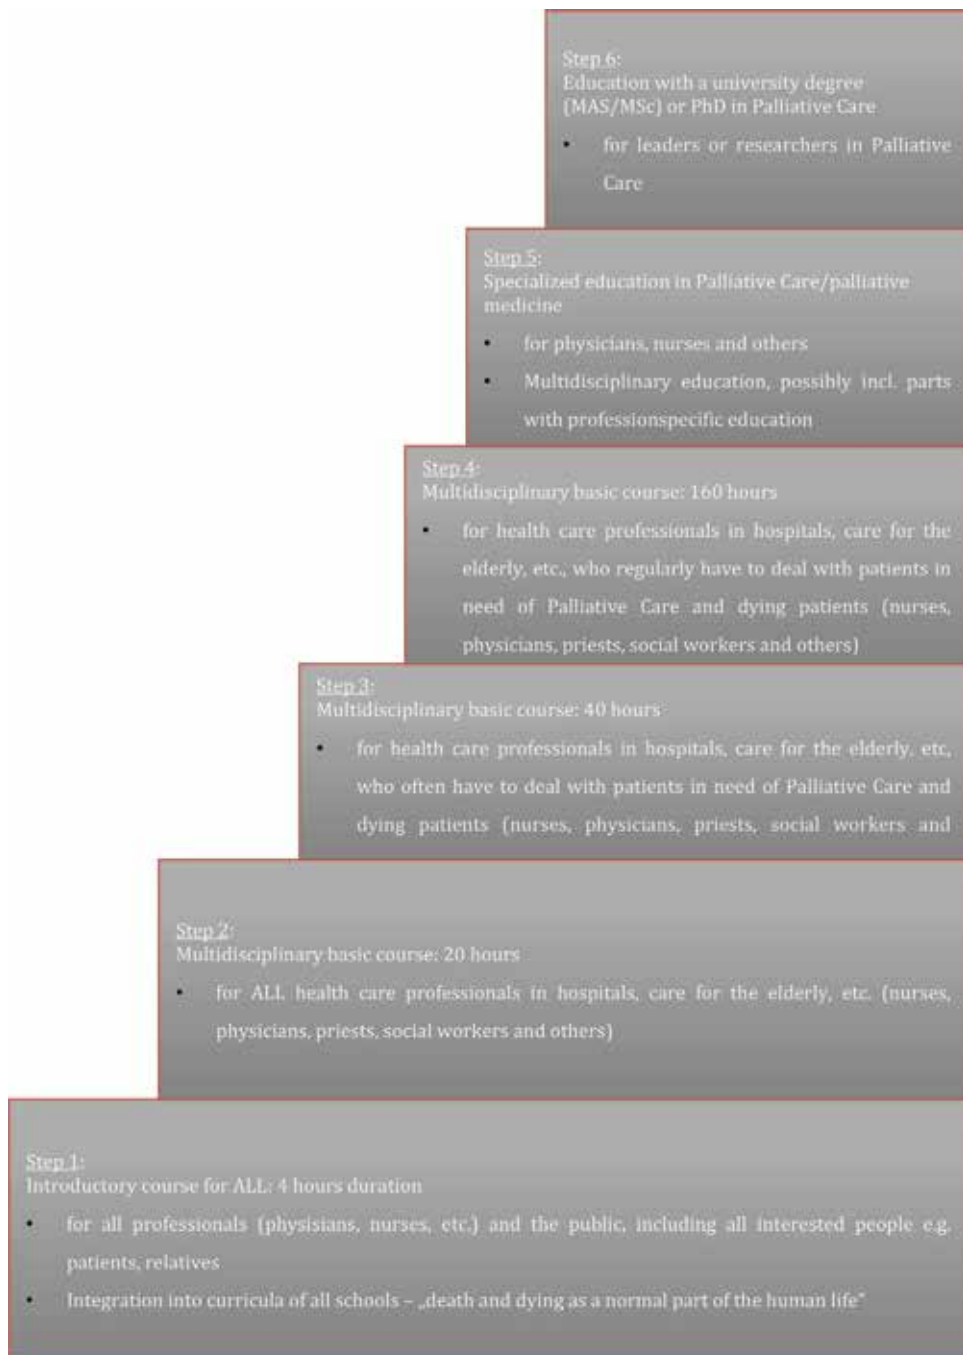 Step 6:
Education with a university degree
(MAS/MSc) or PhD in Palliative Care
• for leaders or researchers in Palliative
Care
Step 5:
Specialized education in Palliative Care/palliative
medicine
• for physicians, nurses and others
• Multidisciplinary education, possibly incl. parts
with professionspecific education
Step 4:
Multidisciplinary basic course: 160 hours
• for health care professionals in hospitals, care for the
elderly, etc., who regularly have to deal with patients in
need of Palliative Care and dying patients (nurses,
physicians, priests, social workers and others)
Step 3:
Multidisciplinary basic course: 40 hours
• for health care professionals in hospitals, care for the elderly, etc,
who often have to deal with patients in need of Palliative Care and
dying patients (nurses, physicians, priests, social workers and
Step 2:
Multidisciplinary basic course: 20 hours
• for ALL health care professionals in hospitals, care for the elderly, etc. (nurses,
physicians, priests, social workers and others)
Step 1:
Introductory course for ALL: 4 hours duration
• for all professionals (physisians, nurses, etc.) and the public, including all interested people e.g.
patients, relatives
• Integration into curricula of all schools – „death and dying as a normal part of the human life"